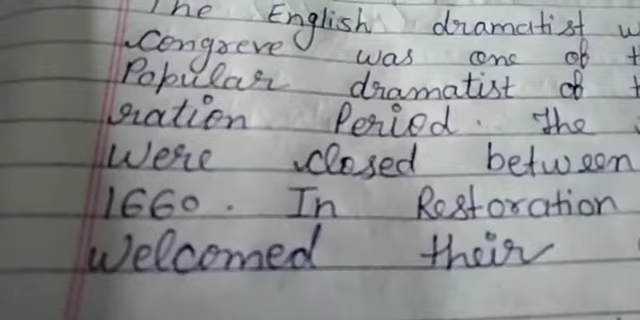 The English dramatist
Congreve was one of
Popular dramatist of
ration Period. The
Were closed between
1660. In Restoration
Welcomed their